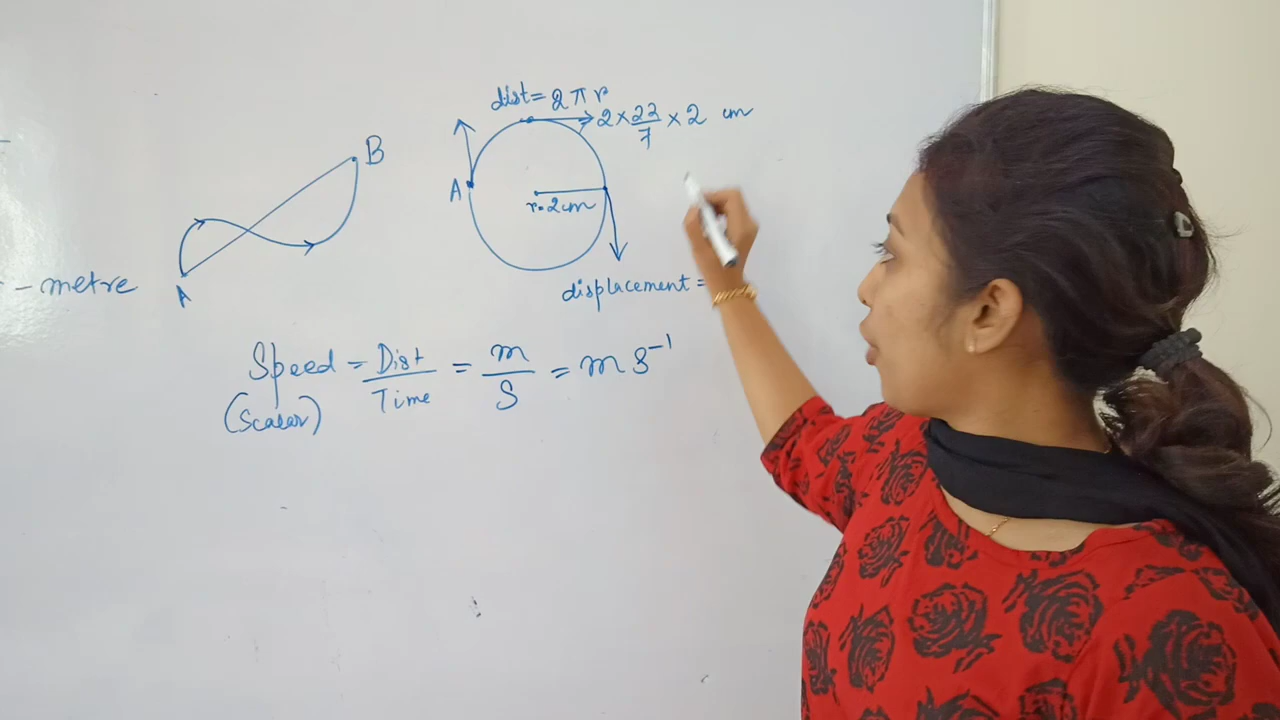 dist = 2πr
2 × 22/7 × 2 cm
B
A
r = 2cm
- metre
A
displacement =
Speed = Dist/Time = m/S = m S⁻¹
(Scalar)